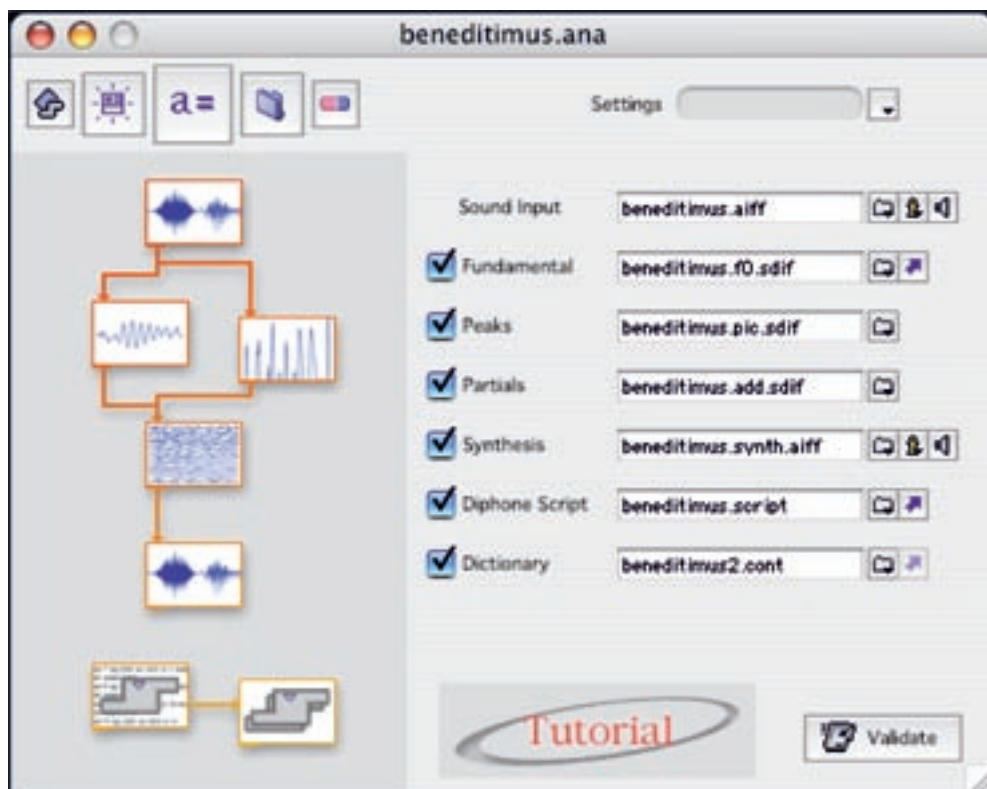 beneditimus.ana
a=
Settings
Sound Input beneditimus.aiff
Fundamental beneditimus.f0.sdif
Peaks beneditimus.pic.sdif
Partials beneditimus.add.sdif
Synthesis beneditimus.synth.aiff
Diphone Script beneditimus.script
Dictionary beneditimus2.cont
Tutorial
Validate